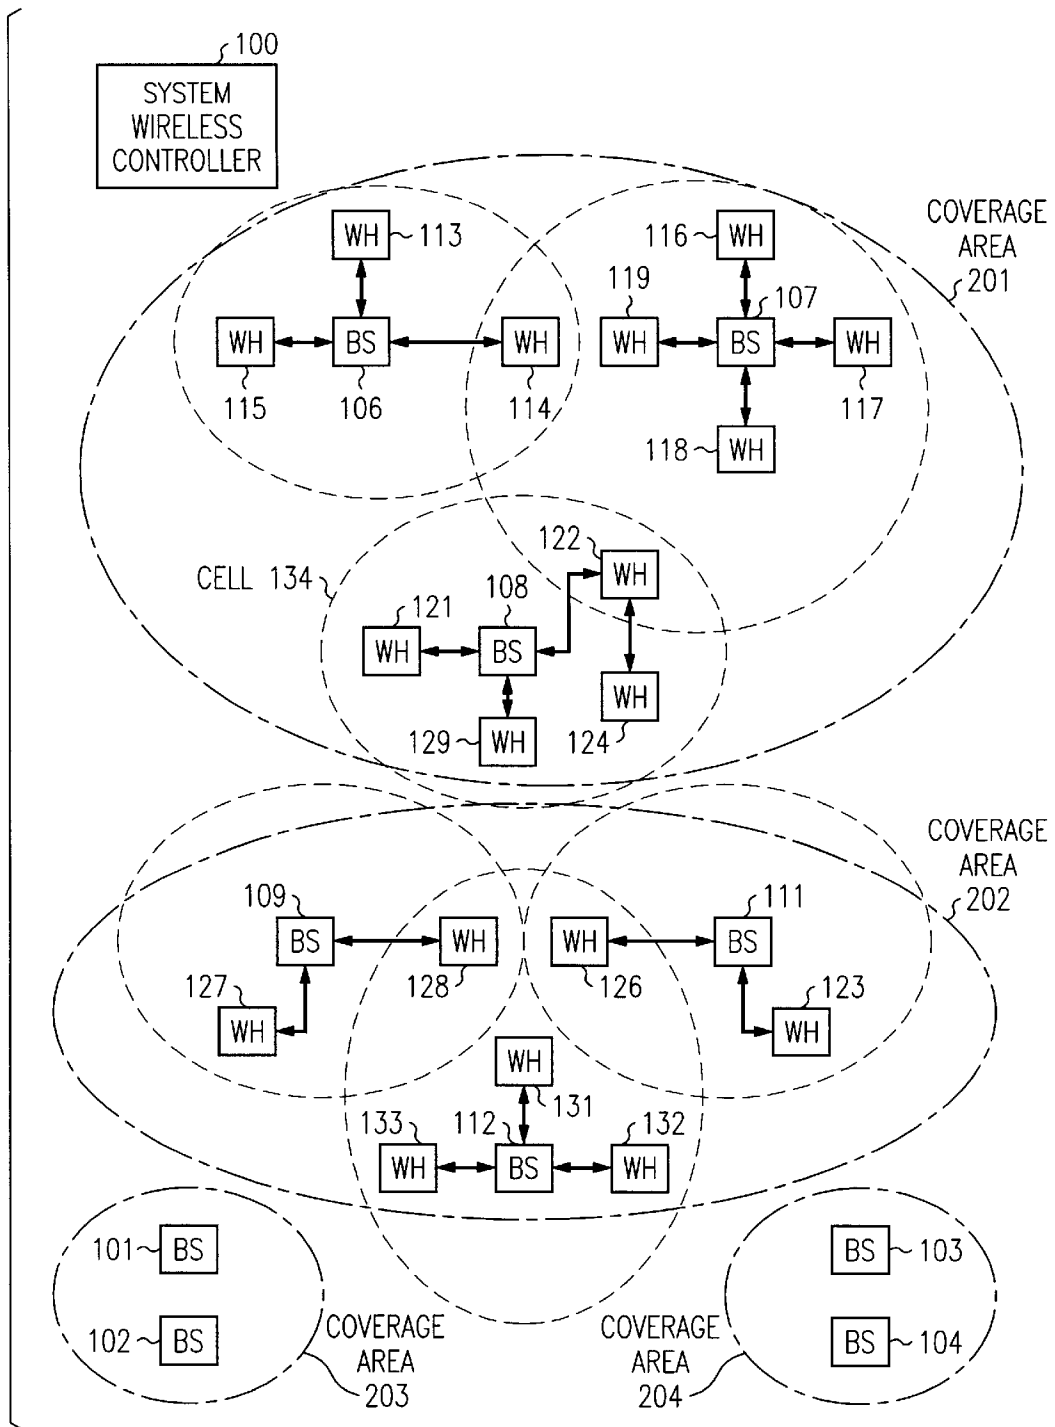 100
SYSTEM
WIRELESS
CONTROLLER
WH 113
116 WH
COVERAGE
AREA
201
119
107
WH BS WH
WH BS WH
115 106 114
117
118 WH
122 WH
CELL 134
121
108
WH BS
WH
129 WH
124
COVERAGE
AREA
202
109
111
BS WH
WH BS
127
128
126
123
WH
WH
WH
131
133
112
132
WH BS WH
101 BS
BS 103
102 BS
BS 104
COVERAGE
AREA
203
COVERAGE
AREA
204